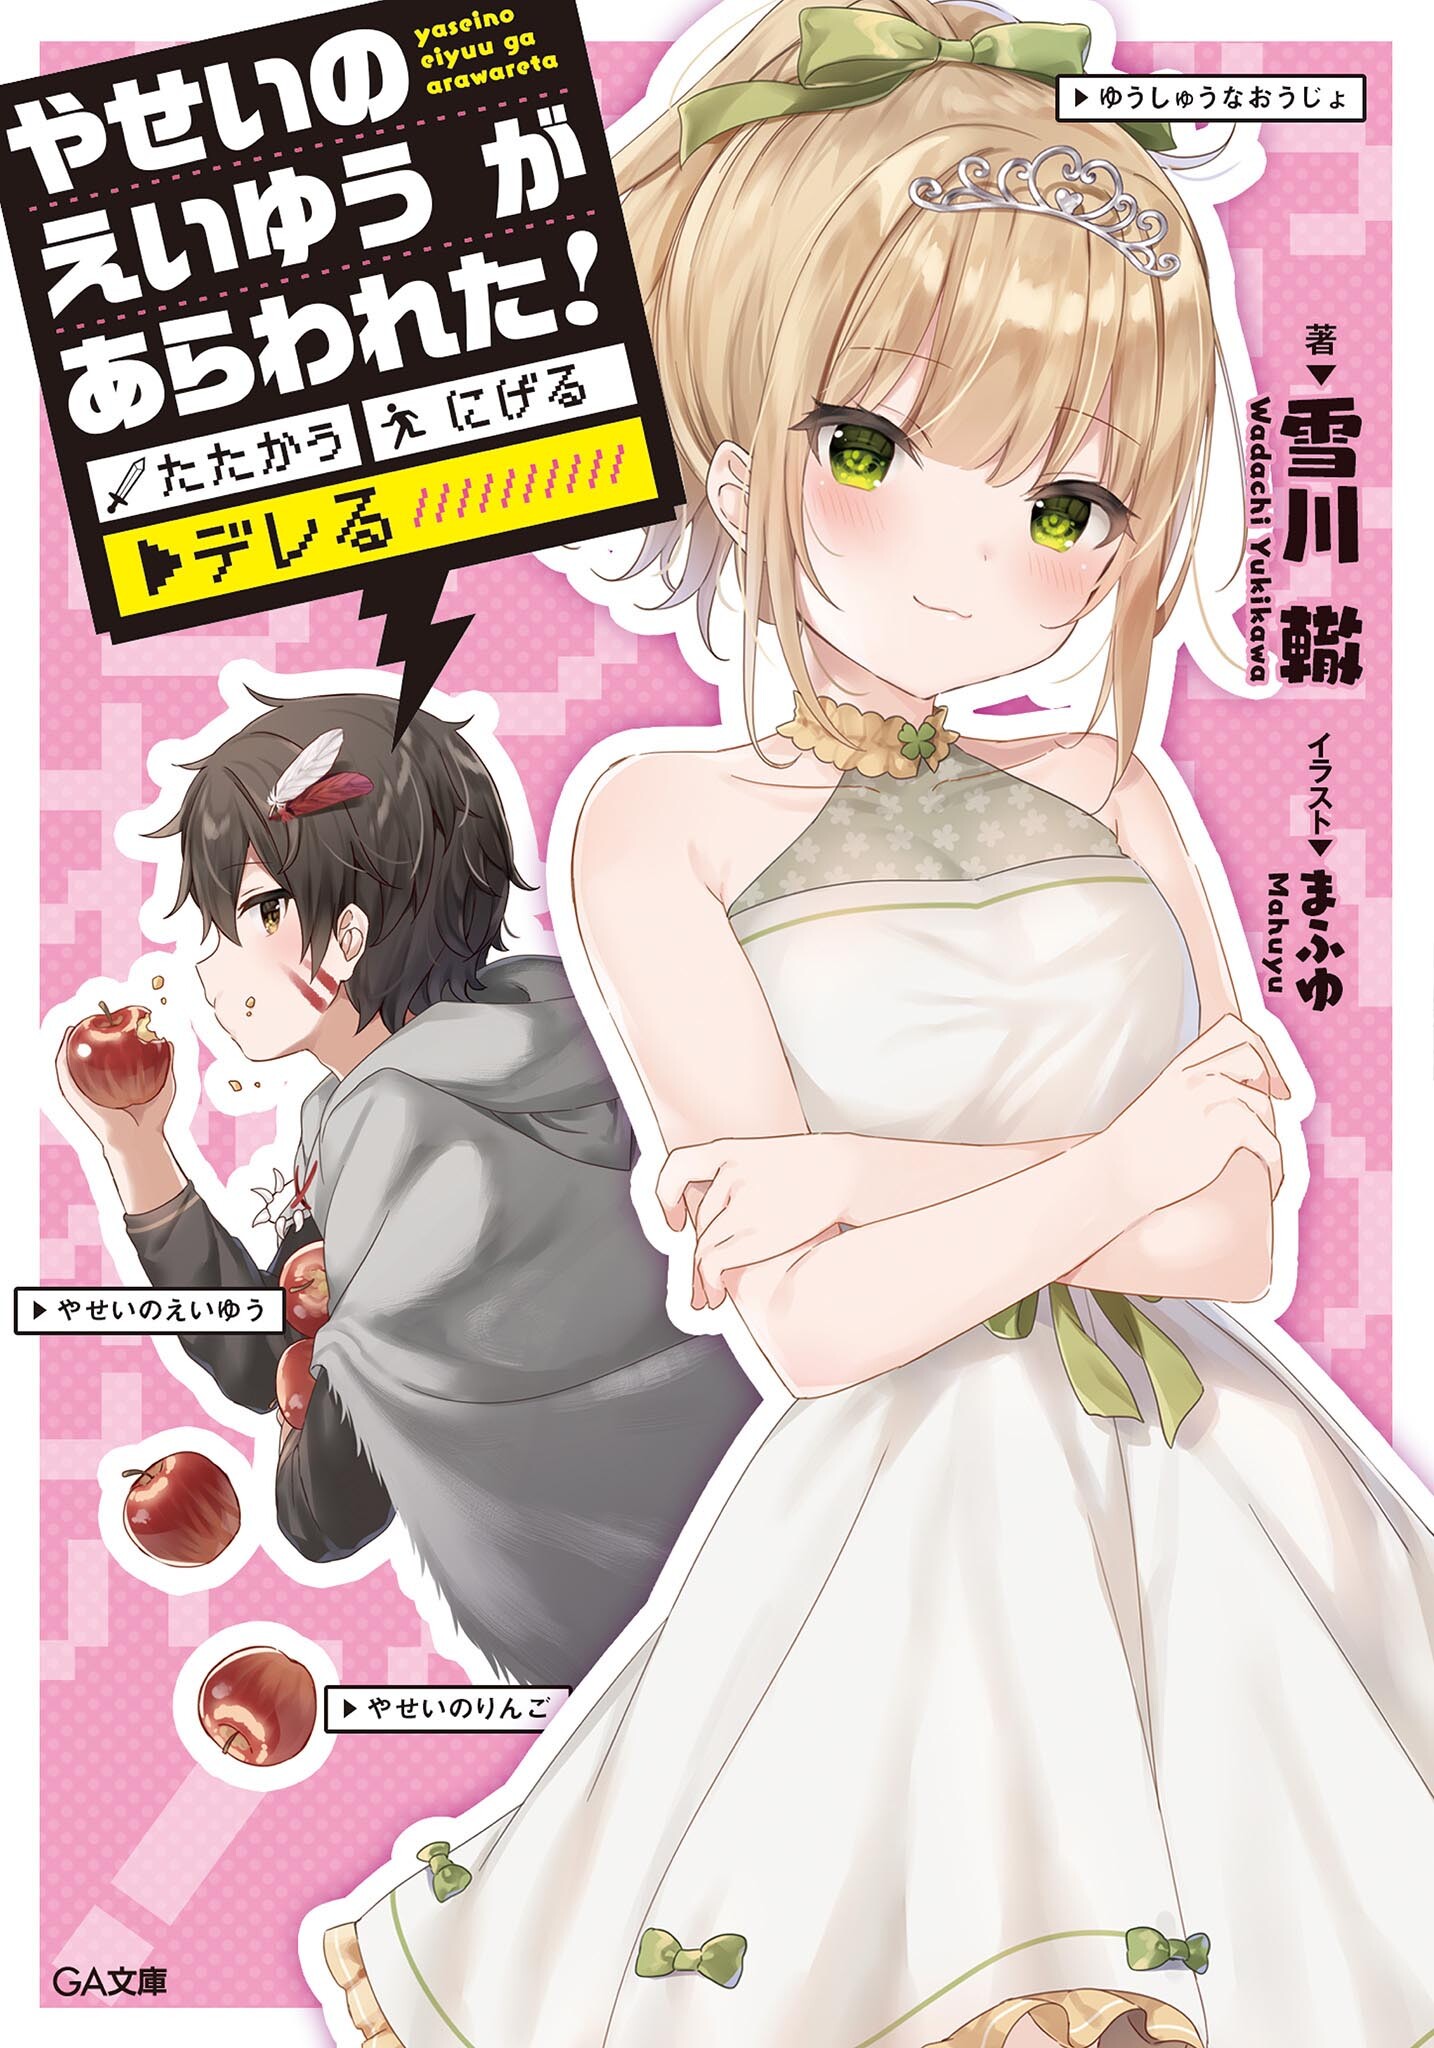 やせいの
yaseino
eiyuu ga
arawareta
えいゆう が
あらわれた!
たたかう
にげる
▶デレる //////////
▶ゆうしゅうなおうじょ
著▼雪川 轍
Wadachi Yukikawa
イラスト▼まふゆ
Mahuyu
▶やせいのえいゆう
▶やせいのりんご
GA文庫